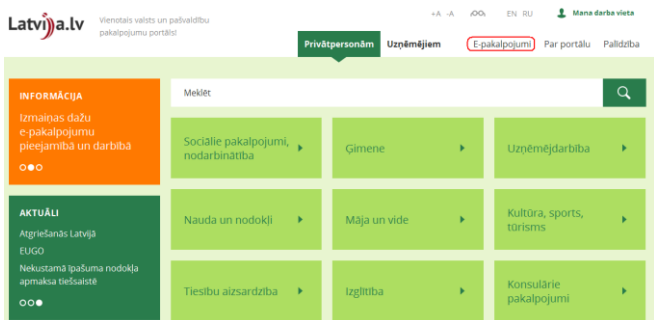 Latvija.lv
Vienotais valsts un pašvaldību
pakalpojumu portāls!
+A -A EN RU Mana darba vieta
Privātpersonām Uzņēmējiem E-pakalpojumi Par portālu Palīdzība
INFORMĀCIJA
Izmaiņas dažu
e-pakalpojumu
pieejamībā un darbībā
AKTUĀLI
Atgriešanās Latvijā
EUGO
Nekustamā īpašuma nodokļa
apmaksa tiešsaistē
Meklēt
Sociālie pakalpojumi,
nodarbinātība
Ģimene
Uzņēmējdarbība
Nauda un nodokļi
Māja un vide
Kultūra, sports,
tūrisms
Tiesību aizsardzība
Izglītība
Konsulārie
pakalpojumi